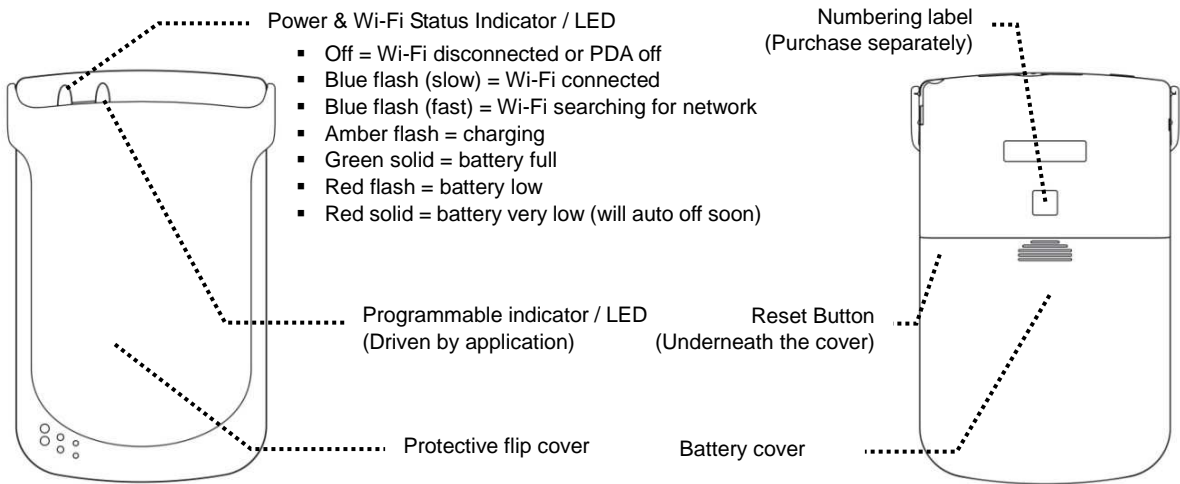 Power & Wi-Fi Status Indicator / LED
▪ Off = Wi-Fi disconnected or PDA off
▪ Blue flash (slow) = Wi-Fi connected
▪ Blue flash (fast) = Wi-Fi searching for network
▪ Amber flash = charging
▪ Green solid = battery full
▪ Red flash = battery low
▪ Red solid = battery very low (will auto off soon)
Programmable indicator / LED
(Driven by application)
Protective flip cover
Numbering label
(Purchase separately)
Reset Button
(Underneath the cover)
Battery cover